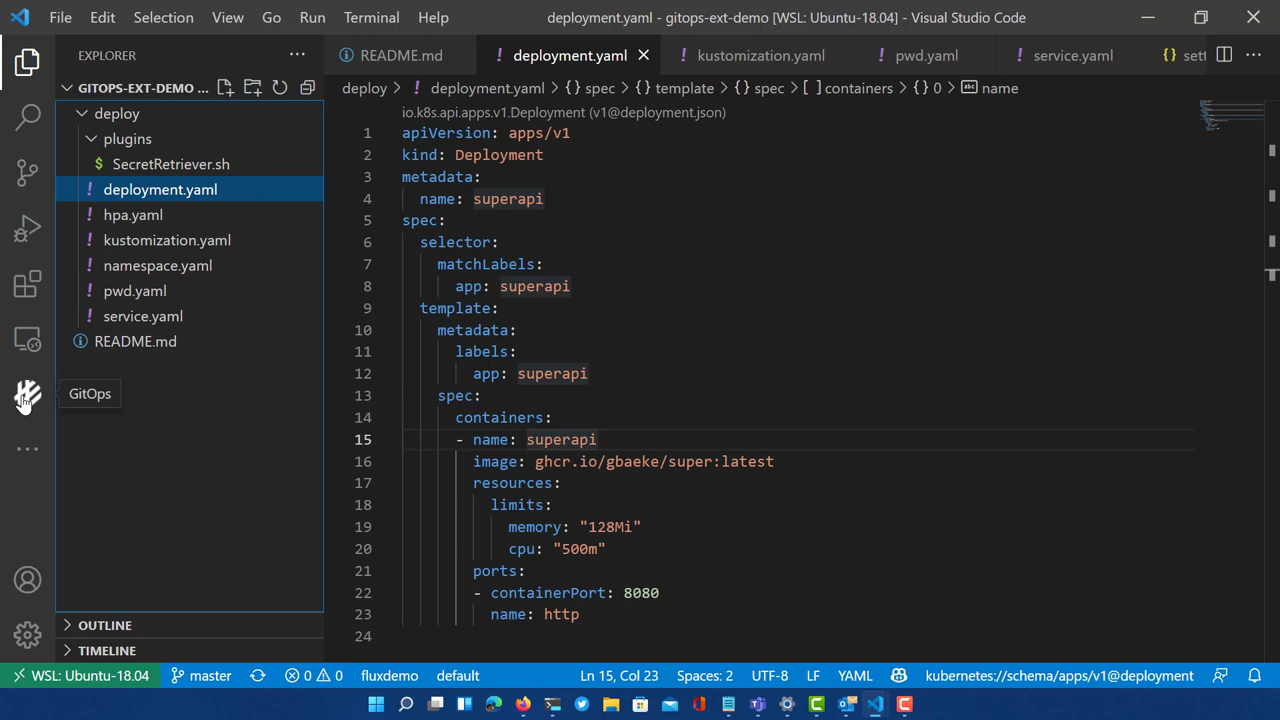 File Edit Selection View Go Run Terminal Help deployment.yaml - gitops-ext-demo [WSL: Ubuntu-18.04] - Visual Studio Code
EXPLORER
README.md deployment.yaml kustomization.yaml pwd.yaml service.yaml sett
GITOPS-EXT-DEMO ...
deploy > deployment.yaml > {} spec > {} template > {} spec > [ ] containers > {} 0 > abc name
deploy
plugins
$ SecretRetriever.sh
! deployment.yaml
! hpa.yaml
! kustomization.yaml
! namespace.yaml
! pwd.yaml
! service.yaml
README.md
GitOps
OUTLINE
TIMELINE
io.k8s.api.apps.v1.Deployment (v1@deployment.json)
1 apiVersion: apps/v1
2 kind: Deployment
3 metadata:
4 name: superapi
5 spec:
6 selector:
7 matchLabels:
8 app: superapi
9 template:
10 metadata:
11 labels:
12 app: superapi
13 spec:
14 containers:
15 - name: superapi
16 image: ghcr.io/gbaeke/super:latest
17 resources:
18 limits:
19 memory: "128Mi"
20 cpu: "500m"
21 ports:
22 - containerPort: 8080
23 name: http
24
WSL: Ubuntu-18.04 master 0 0 fluxdemo default Ln 15, Col 23 Spaces: 2 UTF-8 LF YAML kubernetes://schema/apps/v1@deployment